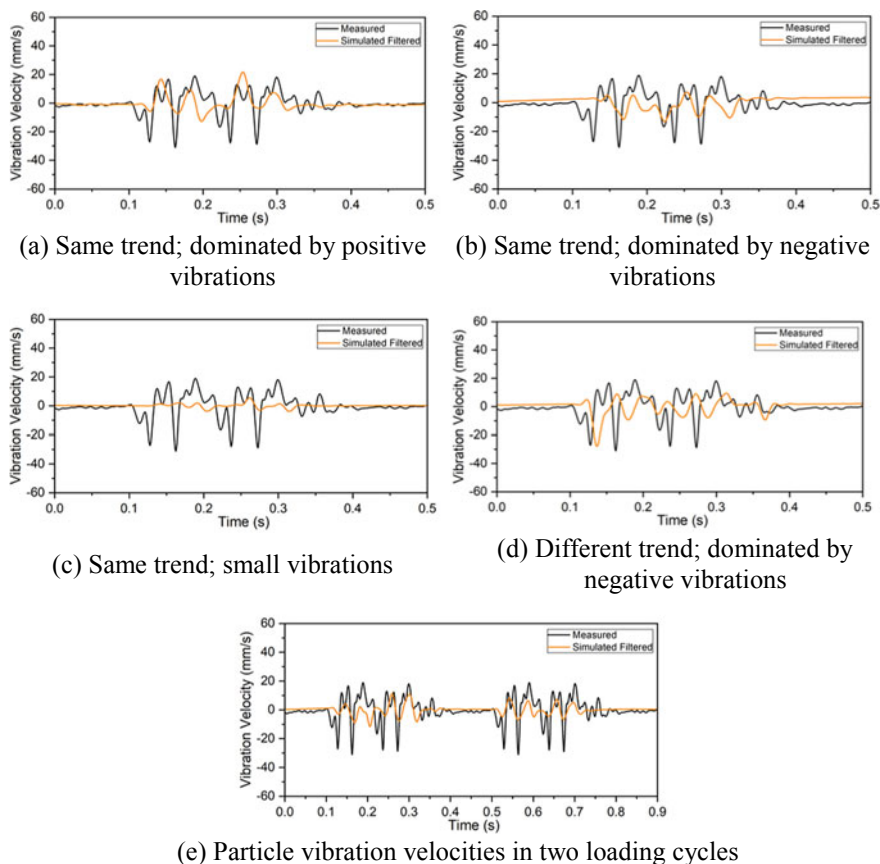 60
40
20
0
-20
-40
-60
Vibration Velocity (mm/s)
Measured
Simulated Filtered
0.0 0.1 0.2 0.3 0.4 0.5
Time (s)
(a) Same trend; dominated by positive
vibrations
60
40
20
0
-20
-40
-60
Vibration Velocity (mm/s)
Measured
Simulated Filtered
0.0 0.1 0.2 0.3 0.4 0.5
Time (s)
(b) Same trend; dominated by negative
vibrations
60
40
20
0
-20
-40
-60
Vibration Velocity (mm/s)
Measured
Simulated Filtered
0.0 0.1 0.2 0.3 0.4 0.5
Time (s)
(c) Same trend; small vibrations
60
40
20
0
-20
-40
-60
Vibration Velocity (mm/s)
Measured
Simulated Filtered
0.0 0.1 0.2 0.3 0.4 0.5
Time (s)
(d) Different trend; dominated by
negative vibrations
60
40
20
0
-20
-40
-60
Vibration Velocity (mm/s)
Measured
Simulated Filtered
0.0 0.1 0.2 0.3 0.4 0.5 0.6 0.7 0.8 0.9
Time (s)
(e) Particle vibration velocities in two loading cycles